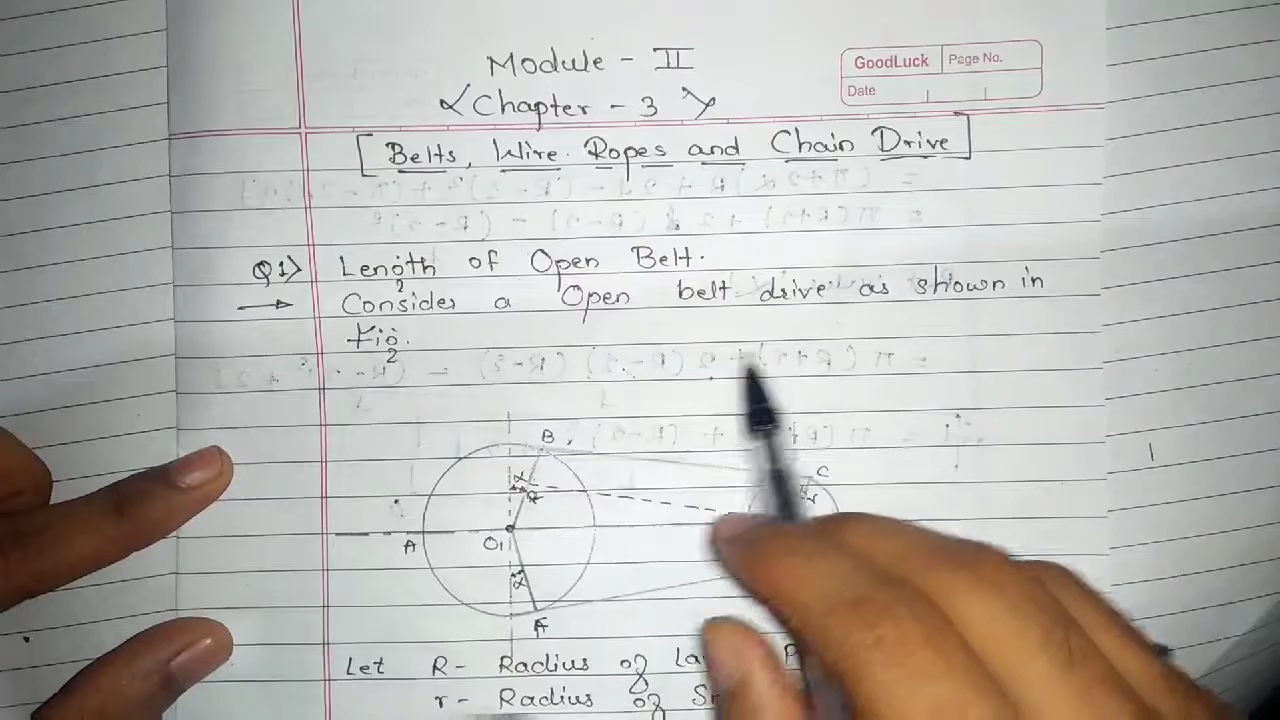 Module - II
GoodLuck Page No.
Date
Chapter - 3
[Belts, Wire Ropes and Chain Drive]
Q1) Length of Open Belt.
→ Consider a Open belt drive as shown in
fig.
B
C
α
R
r
A
O1
α
F
Let R - Radius of
r - Radius of